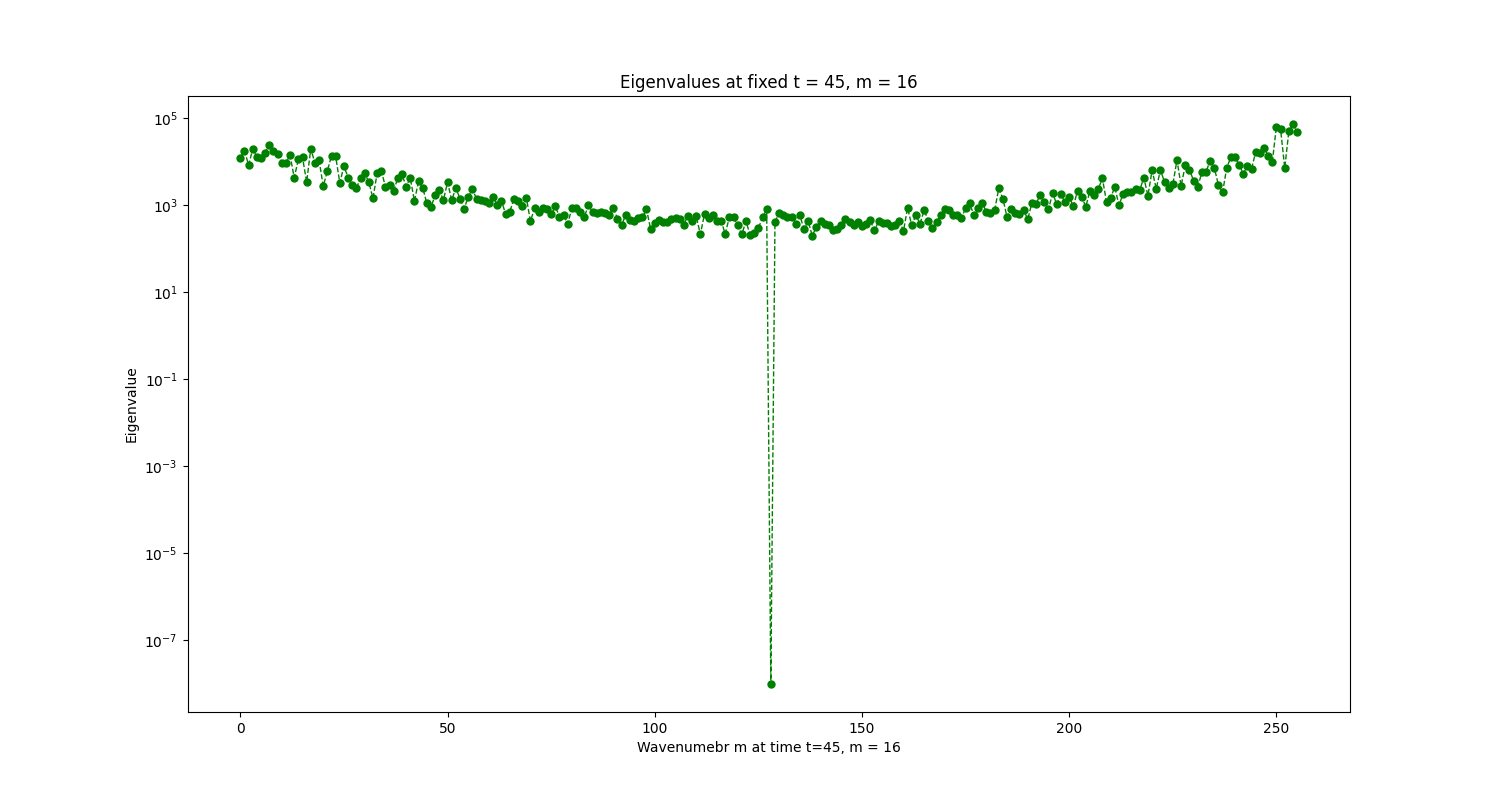 Eigenvalues at fixed t = 45, m = 16
10^5
10^3
10^1
10^-1
10^-3
10^-5
10^-7
Eigenvalue
0 50 100 150 200 250
Wavenumebr m at time t=45, m = 16